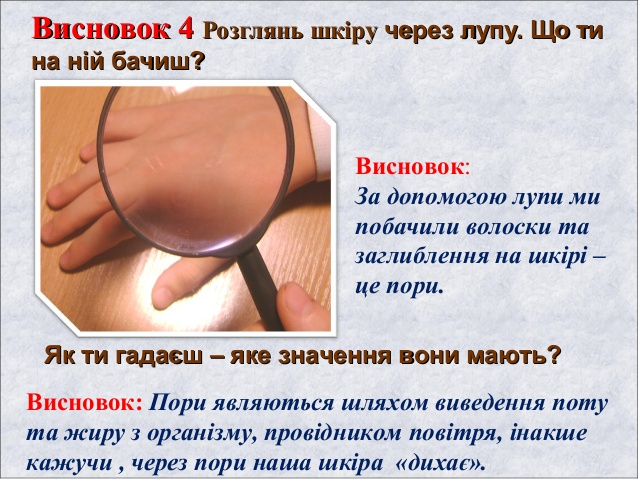 Висновок 4 Розглянь шкіру через лупу. Що ти
на ній бачиш?
Висновок:
За допомогою лупи ми
побачили волоски та
заглиблення на шкірі –
це пори.
Як ти гадаєш – яке значення вони мають?
Висновок: Пори являються шляхом виведення поту
та жиру з організму, провідником повітря, інакше
кажучи , через пори наша шкіра «дихає».